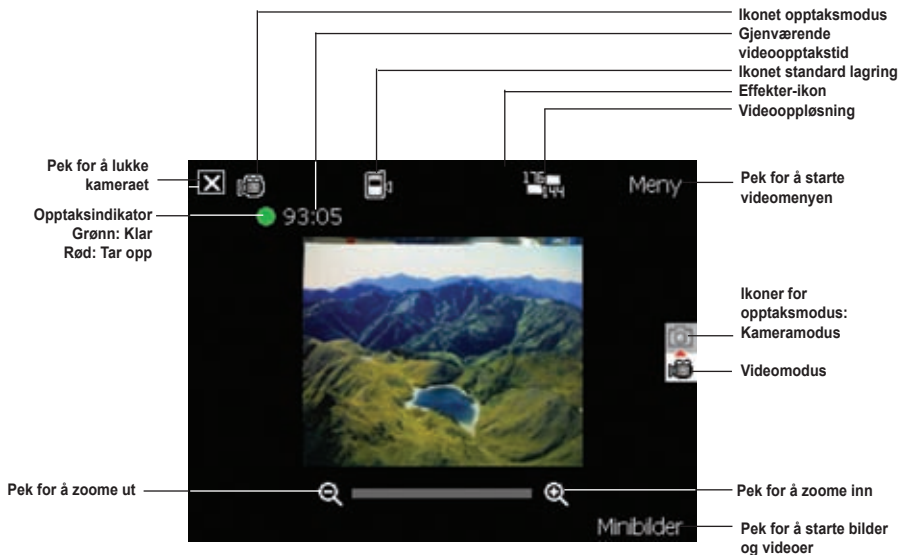 Ikonet opptaksmodus
Gjenværende
videoopptakstid
Ikonet standard lagring
Effekter-ikon
Videooppløsning
Pek for å lukke
kameraet
Opptaksindikator
Grønn: Klar
Rød: Tar opp
176
144
Meny
93:05
Pek for å starte
videomenyen
Ikoner for
opptaksmodus:
Kameramodus
Videomodus
Pek for å zoome ut
Pek for å zoome inn
Minibilder
Pek for å starte bilder
og videoer